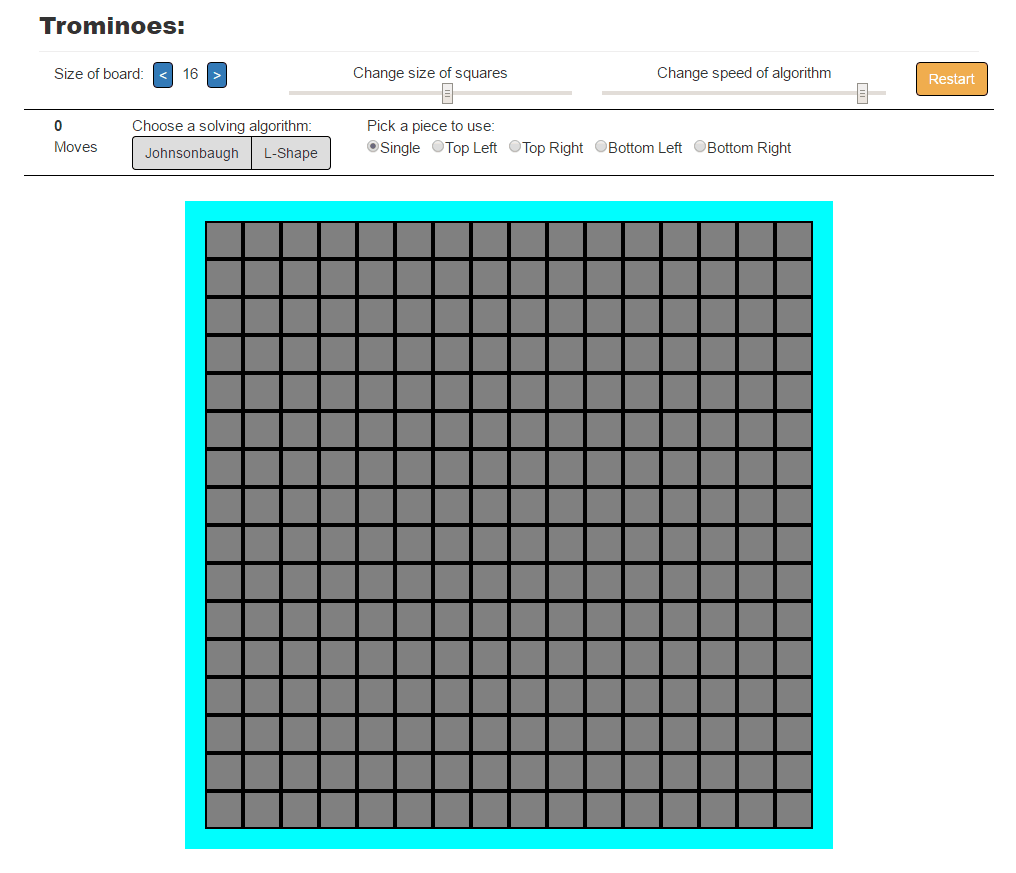 Trominoes:
Size of board: < 16 >
Change size of squares
Change speed of algorithm
Restart
0
Moves
Choose a solving algorithm:
Johnsonbaugh
L-Shape
Pick a piece to use:
Single Top Left Top Right Bottom Left Bottom Right